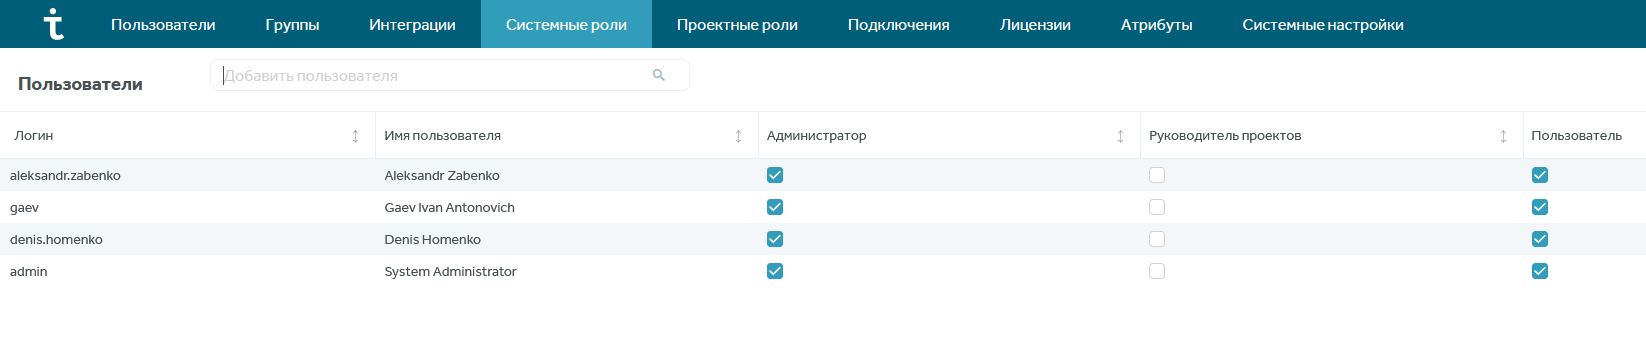 Пользователи Группы Интеграции Системные роли Проектные роли Подключения Лицензии Атрибуты Системные настройки
Пользователи Добавить пользователя
Логин Имя пользователя Администратор Руководитель проектов Пользователь
aleksandr.zabenko Aleksandr Zabenko
gaev Gaev Ivan Antonovich
denis.homenko Denis Homenko
admin System Administrator